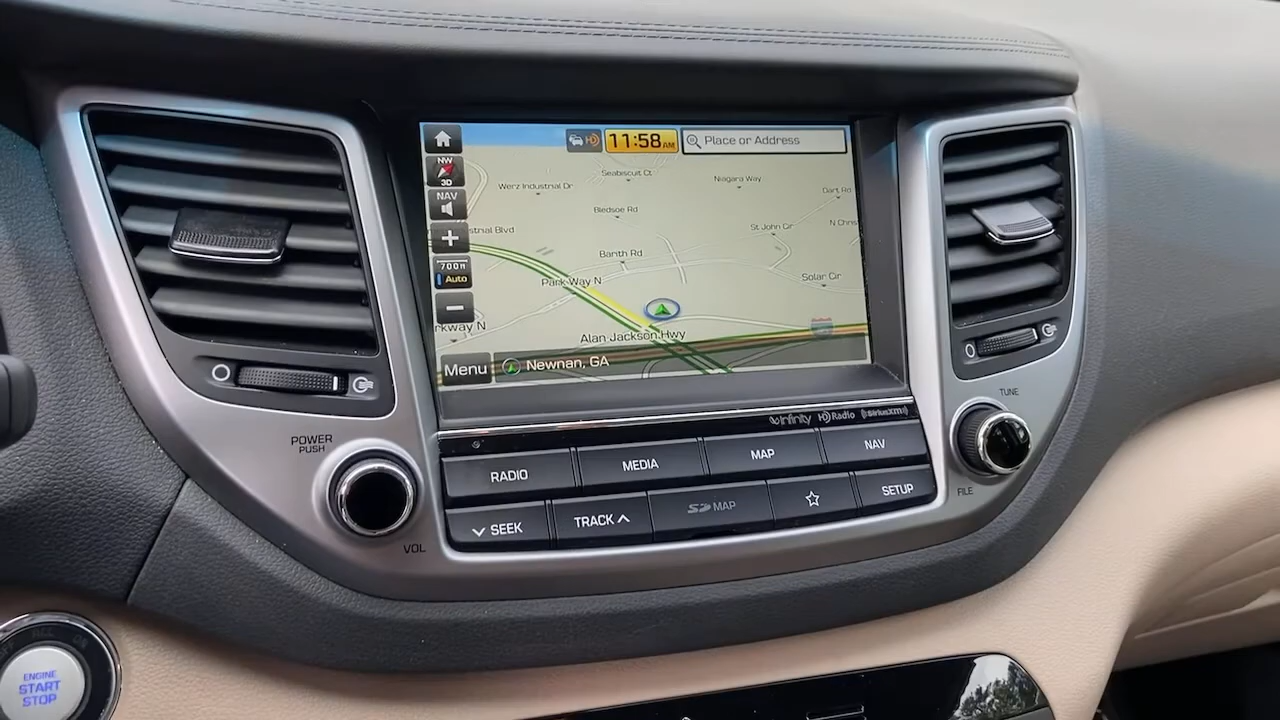 HD
11:58 AM
Place or Address
NW
3D
NAV
Auto
Werz Industrial Dr
Seabiscuit Ct
Niagara Way
Dart Rd
Bledsoe Rd
strial Blvd
St John Cir
N Chris
Banth Rd
Park Way N
Solar Cir
rkway N
Alan Jackson Hwy
Menu
Newnan, GA
Infinity HD Radio ((SiriusXM))
POWER
PUSH
VOL
TUNE
FILE
RADIO
MEDIA
MAP
NAV
SEEK
TRACK
SD MAP
SETUP
ENGINE
START
STOP